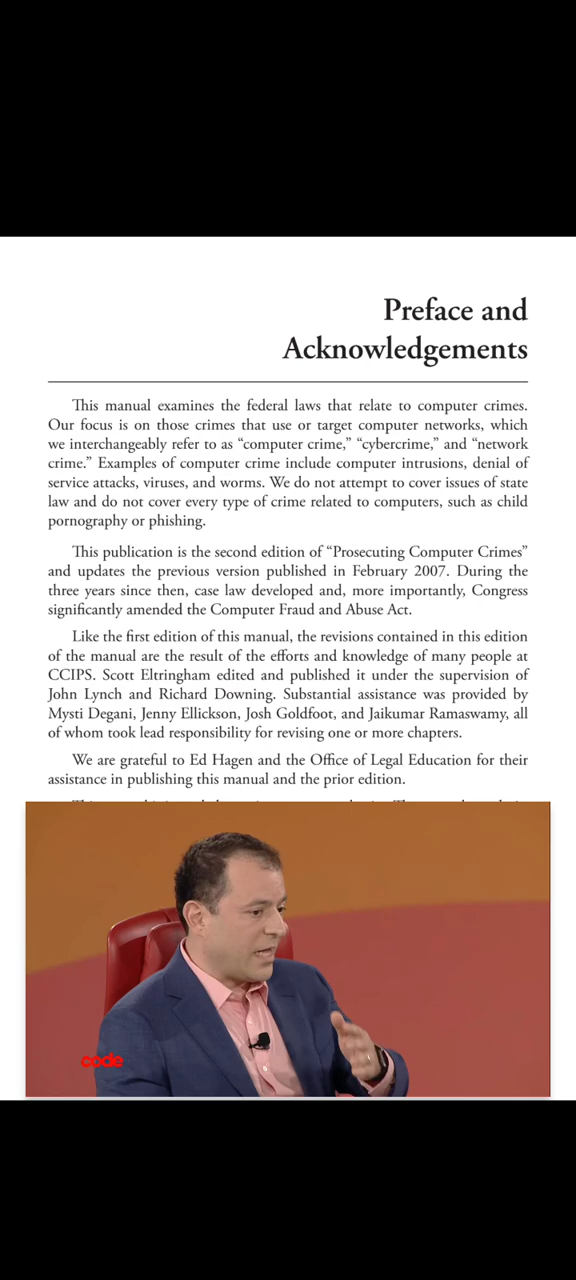 Preface and
Acknowledgements
This manual examines the federal laws that relate to computer crimes.
Our focus is on those crimes that use or target computer networks, which
we interchangeably refer to as “computer crime,” “cybercrime,” and “network
crime.” Examples of computer crime include computer intrusions, denial of
service attacks, viruses, and worms. We do not attempt to cover issues of state
law and do not cover every type of crime related to computers, such as child
pornography or phishing.
This publication is the second edition of “Prosecuting Computer Crimes”
and updates the previous version published in February 2007. During the
three years since then, case law developed and, more importantly, Congress
significantly amended the Computer Fraud and Abuse Act.
Like the first edition of this manual, the revisions contained in this edition
of the manual are the result of the efforts and knowledge of many people at
CCIPS. Scott Eltringham edited and published it under the supervision of
John Lynch and Richard Downing. Substantial assistance was provided by
Mysti Degani, Jenny Ellickson, Josh Goldfoot, and Jaikumar Ramaswamy, all
of whom took lead responsibility for revising one or more chapters.
We are grateful to Ed Hagen and the Office of Legal Education for their
assistance in publishing this manual and the prior edition.
code